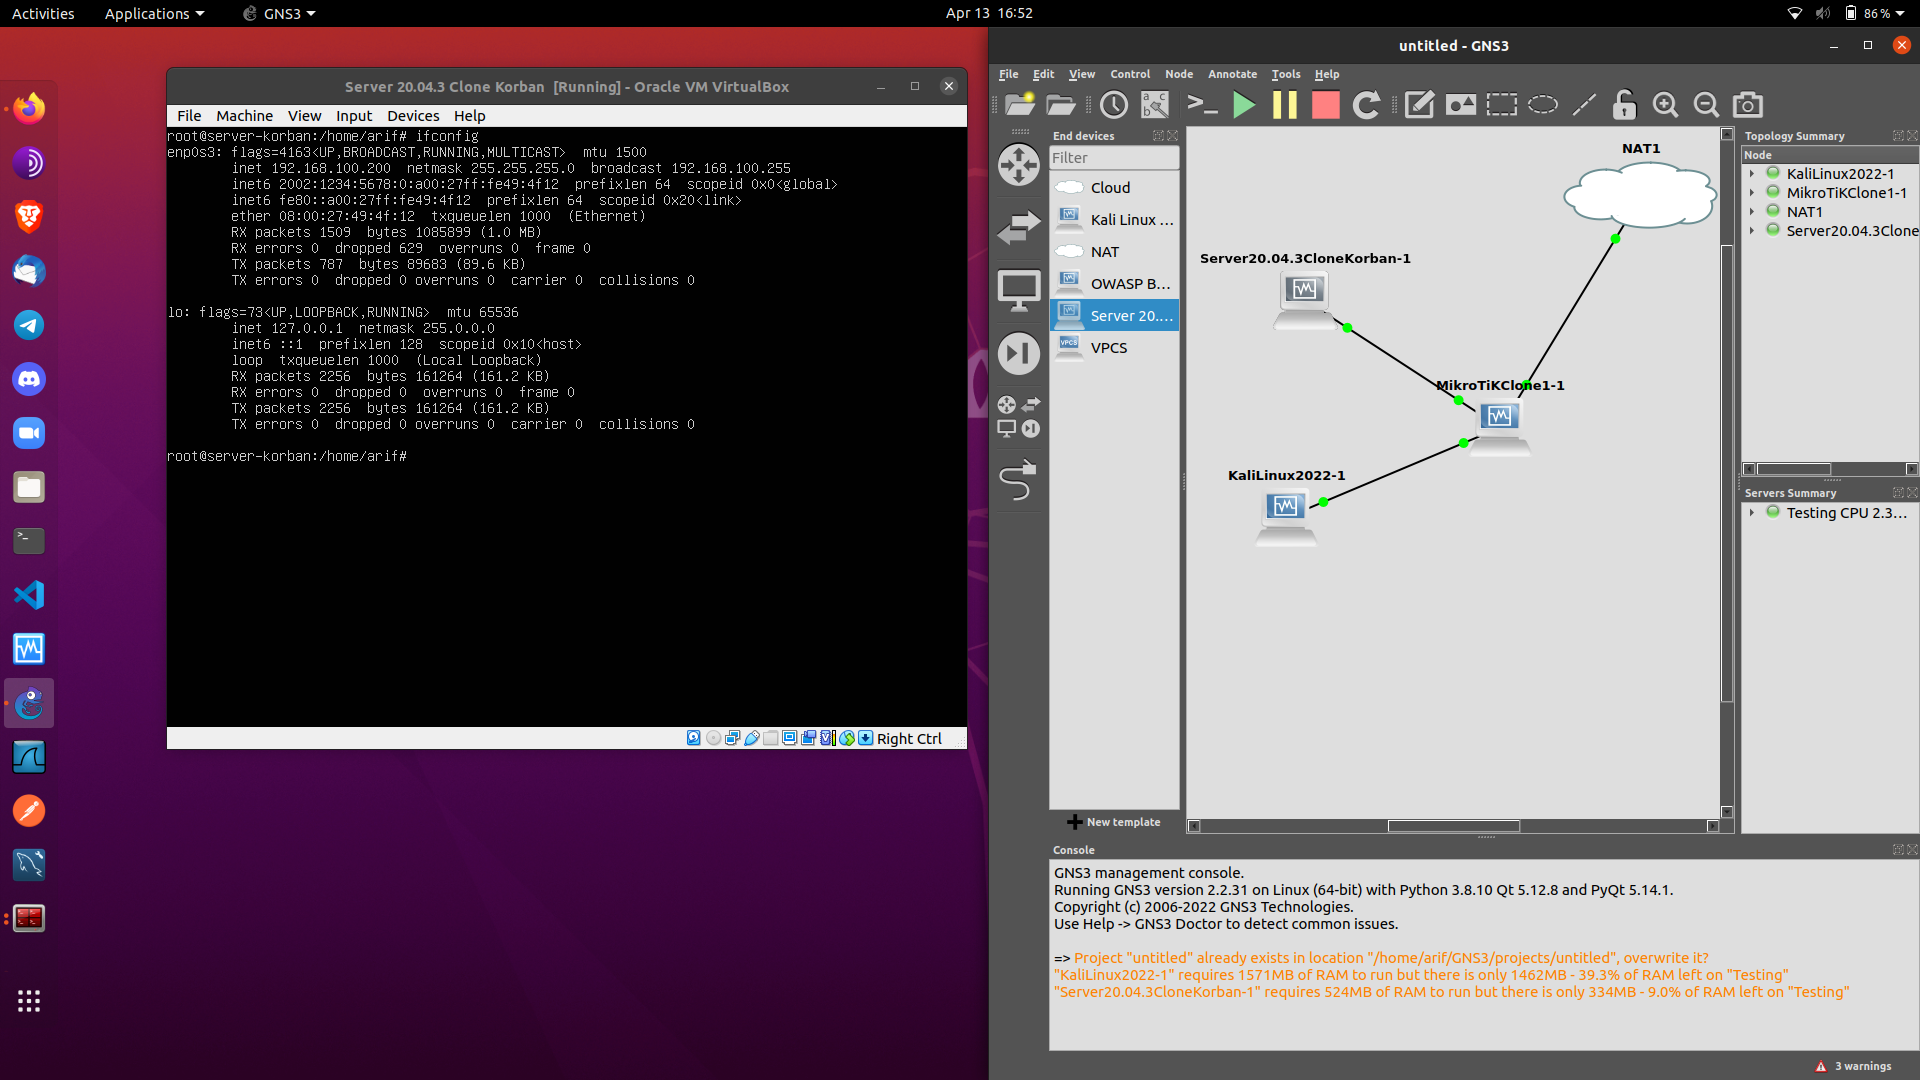 Activities
Applications
GNS3
Apr 13 16:52
86 %
Server 20.04.3 Clone Korban [Running] - Oracle VM VirtualBox
File Machine View Input Devices Help
root@server-korban:/home/arif# ifconfig
enp0s3: flags=4163<UP,BROADCAST,RUNNING,MULTICAST> mtu 1500
inet 192.168.100.200 netmask 255.255.255.0 broadcast 192.168.100.255
inet6 2002:1234:5678:0:a00:27ff:fe49:4f12 prefixlen 64 scopeid 0x0<global>
inet6 fe80::a00:27ff:fe49:4f12 prefixlen 64 scopeid 0x20<link>
ether 08:00:27:49:4f:12 txqueuelen 1000 (Ethernet)
RX packets 1509 bytes 1085899 (1.0 MB)
RX errors 0 dropped 629 overruns 0 frame 0
TX packets 787 bytes 89683 (89.6 KB)
TX errors 0 dropped 0 overruns 0 carrier 0 collisions 0
lo: flags=73<UP,LOOPBACK,RUNNING> mtu 65536
inet 127.0.0.1 netmask 255.0.0.0
inet6 ::1 prefixlen 128 scopeid 0x10<host>
loop txqueuelen 1000 (Local Loopback)
RX packets 2256 bytes 161264 (161.2 KB)
RX errors 0 dropped 0 overruns 0 frame 0
TX packets 2256 bytes 161264 (161.2 KB)
TX errors 0 dropped 0 overruns 0 carrier 0 collisions 0
root@server-korban:/home/arif#
Right Ctrl
untitled - GNS3
File Edit View Control Node Annotate Tools Help
End devices
Filter
Cloud
Kali Linux ...
NAT
OWASP B...
Server 20....
VPCS
New template
NAT1
Server20.04.3CloneKorban-1
MikroTiKClone1-1
KaliLinux2022-1
Topology Summary
Node
KaliLinux2022-1
MikroTiKClone1-1
NAT1
Server20.04.3Clone
Servers Summary
Testing CPU 2.3...
Console
GNS3 management console.
Running GNS3 version 2.2.31 on Linux (64-bit) with Python 3.8.10 Qt 5.12.8 and PyQt 5.14.1.
Copyright (c) 2006-2022 GNS3 Technologies.
Use Help -> GNS3 Doctor to detect common issues.
=> Project "untitled" already exists in location "/home/arif/GNS3/projects/untitled", overwrite it?
"KaliLinux2022-1" requires 1571MB of RAM to run but there is only 1462MB - 39.3% of RAM left on "Testing"
"Server20.04.3CloneKorban-1" requires 524MB of RAM to run but there is only 334MB - 9.0% of RAM left on "Testing"
3 warnings